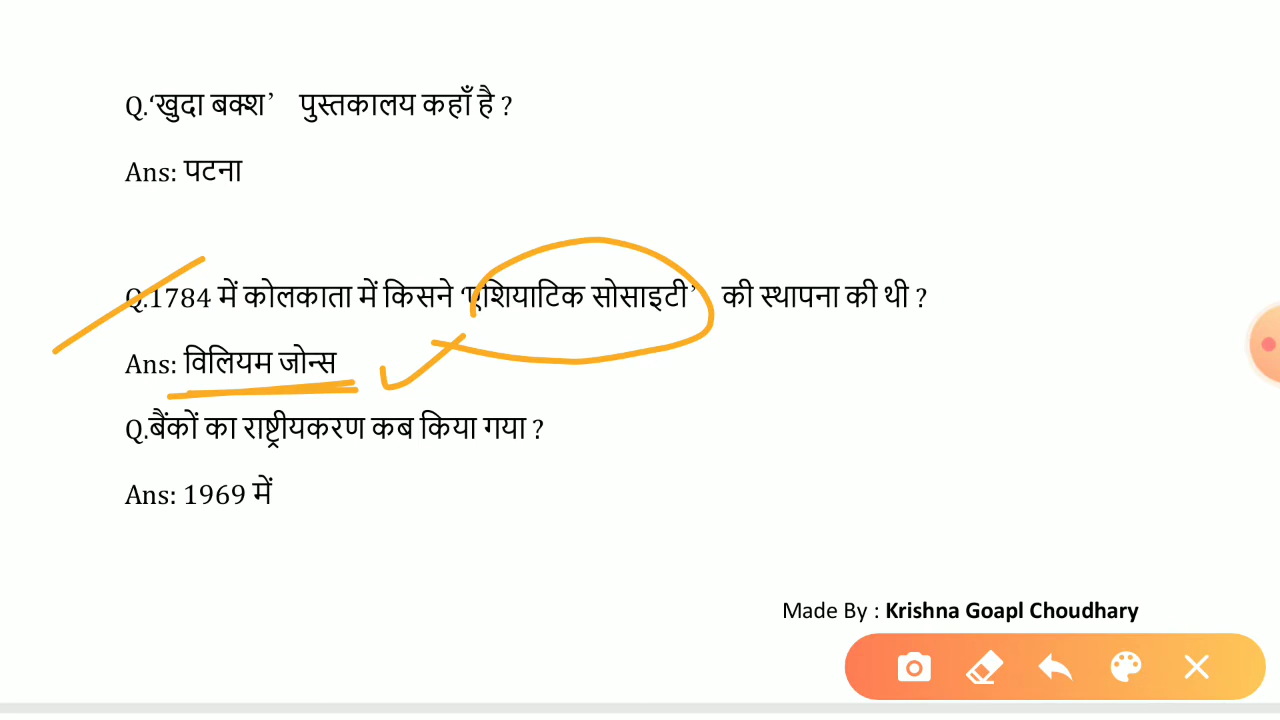 Q.‘खुदा बक्श’ पुस्तकालय कहाँ है ?
Ans: पटना
Q.1784 में कोलकाता में किसने ‘एशियाटिक सोसाइटी’ की स्थापना की थी ?
Ans: विलियम जोन्स
Q.बैंकों का राष्ट्रीयकरण कब किया गया ?
Ans: 1969 में
Made By : Krishna Goapl Choudhary